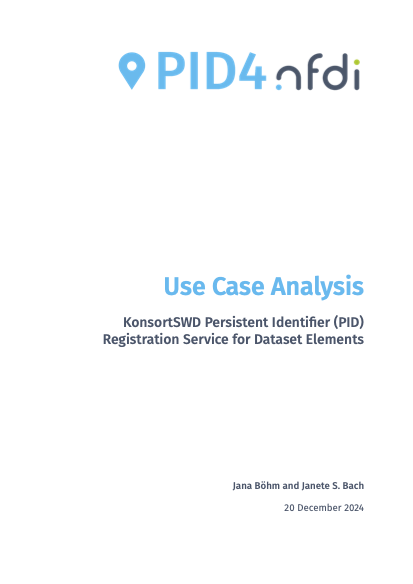 PID4nfdi
Use Case Analysis
KonsortSWD Persistent Identifier (PID)
Registration Service for Dataset Elements
Jana Böhm and Janete S. Bach
20 December 2024